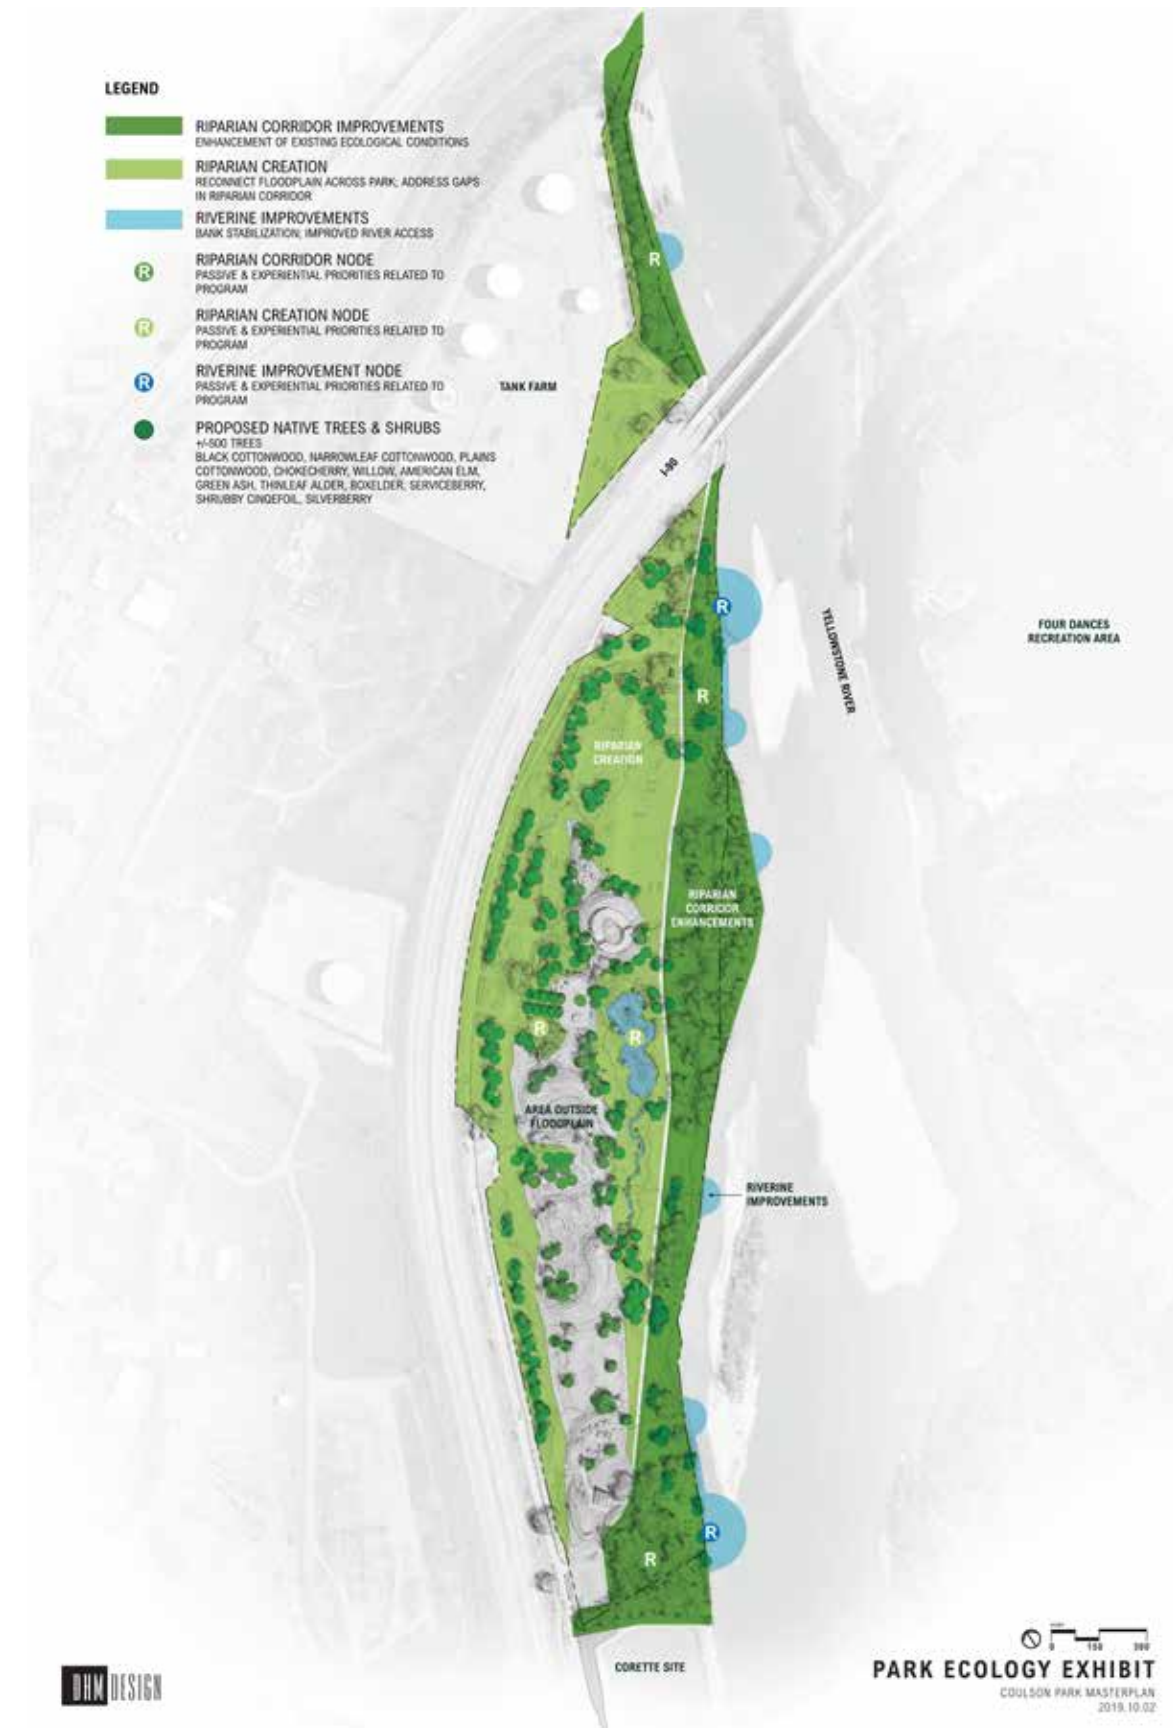 LEGEND
RIPARIAN CORRIDOR IMPROVEMENTS
ENHANCEMENT OF EXISTING ECOLOGICAL CONDITIONS
RIPARIAN CREATION
RECONNECT FLOODPLAIN ACROSS PARK; ADDRESS GAPS
IN RIPARIAN CORRIDOR
RIVERINE IMPROVEMENTS
BANK STABILIZATION; IMPROVED RIVER ACCESS
R
RIPARIAN CORRIDOR NODE
PASSIVE & EXPERIENTIAL PRIORITIES RELATED TO
PROGRAM
R
RIPARIAN CREATION NODE
PASSIVE & EXPERIENTIAL PRIORITIES RELATED TO
PROGRAM
R
RIVERINE IMPROVEMENT NODE
PASSIVE & EXPERIENTIAL PRIORITIES RELATED TO
PROGRAM
PROPOSED NATIVE TREES & SHRUBS
+/-500 TREES
BLACK COTTONWOOD, NARROWLEAF COTTONWOOD, PLAINS
COTTONWOOD, CHOKECHERRY, WILLOW, AMERICAN ELM,
GREEN ASH, THINLEAF ALDER, BOXELDER, SERVICEBERRY,
SHRUBBY CINQEFOIL, SILVERBERRY
R
TANK FARM
I-90
R
YELLOWSTONE RIVER
FOUR DANCES
RECREATION AREA
R
RIPARIAN
CREATION
RIPARIAN
CORRIDOR
ENHANCEMENTS
R
R
AREA OUTSIDE
FLOODPLAIN
RIVERINE
IMPROVEMENTS
R
R
CORETTE SITE
0 150 300
PARK ECOLOGY EXHIBIT
COULSON PARK MASTERPLAN
2019.10.02
DHM DESIGN